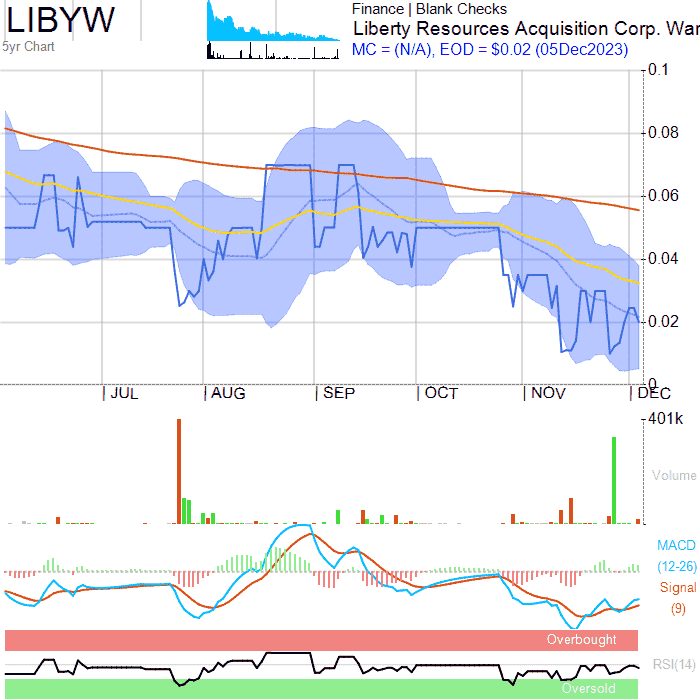 LIBYW
5yr Chart
Finance | Blank Checks
Liberty Resources Acquisition Corp. War
MC = (N/A), EOD = $0.02 (05Dec2023)
0.1
0.08
0.06
0.04
0.02
0
JUL AUG SEP OCT NOV DEC
401k
Volume
MACD
(12-26)
Signal
(9)
Overbought
RSI(14)
Oversold